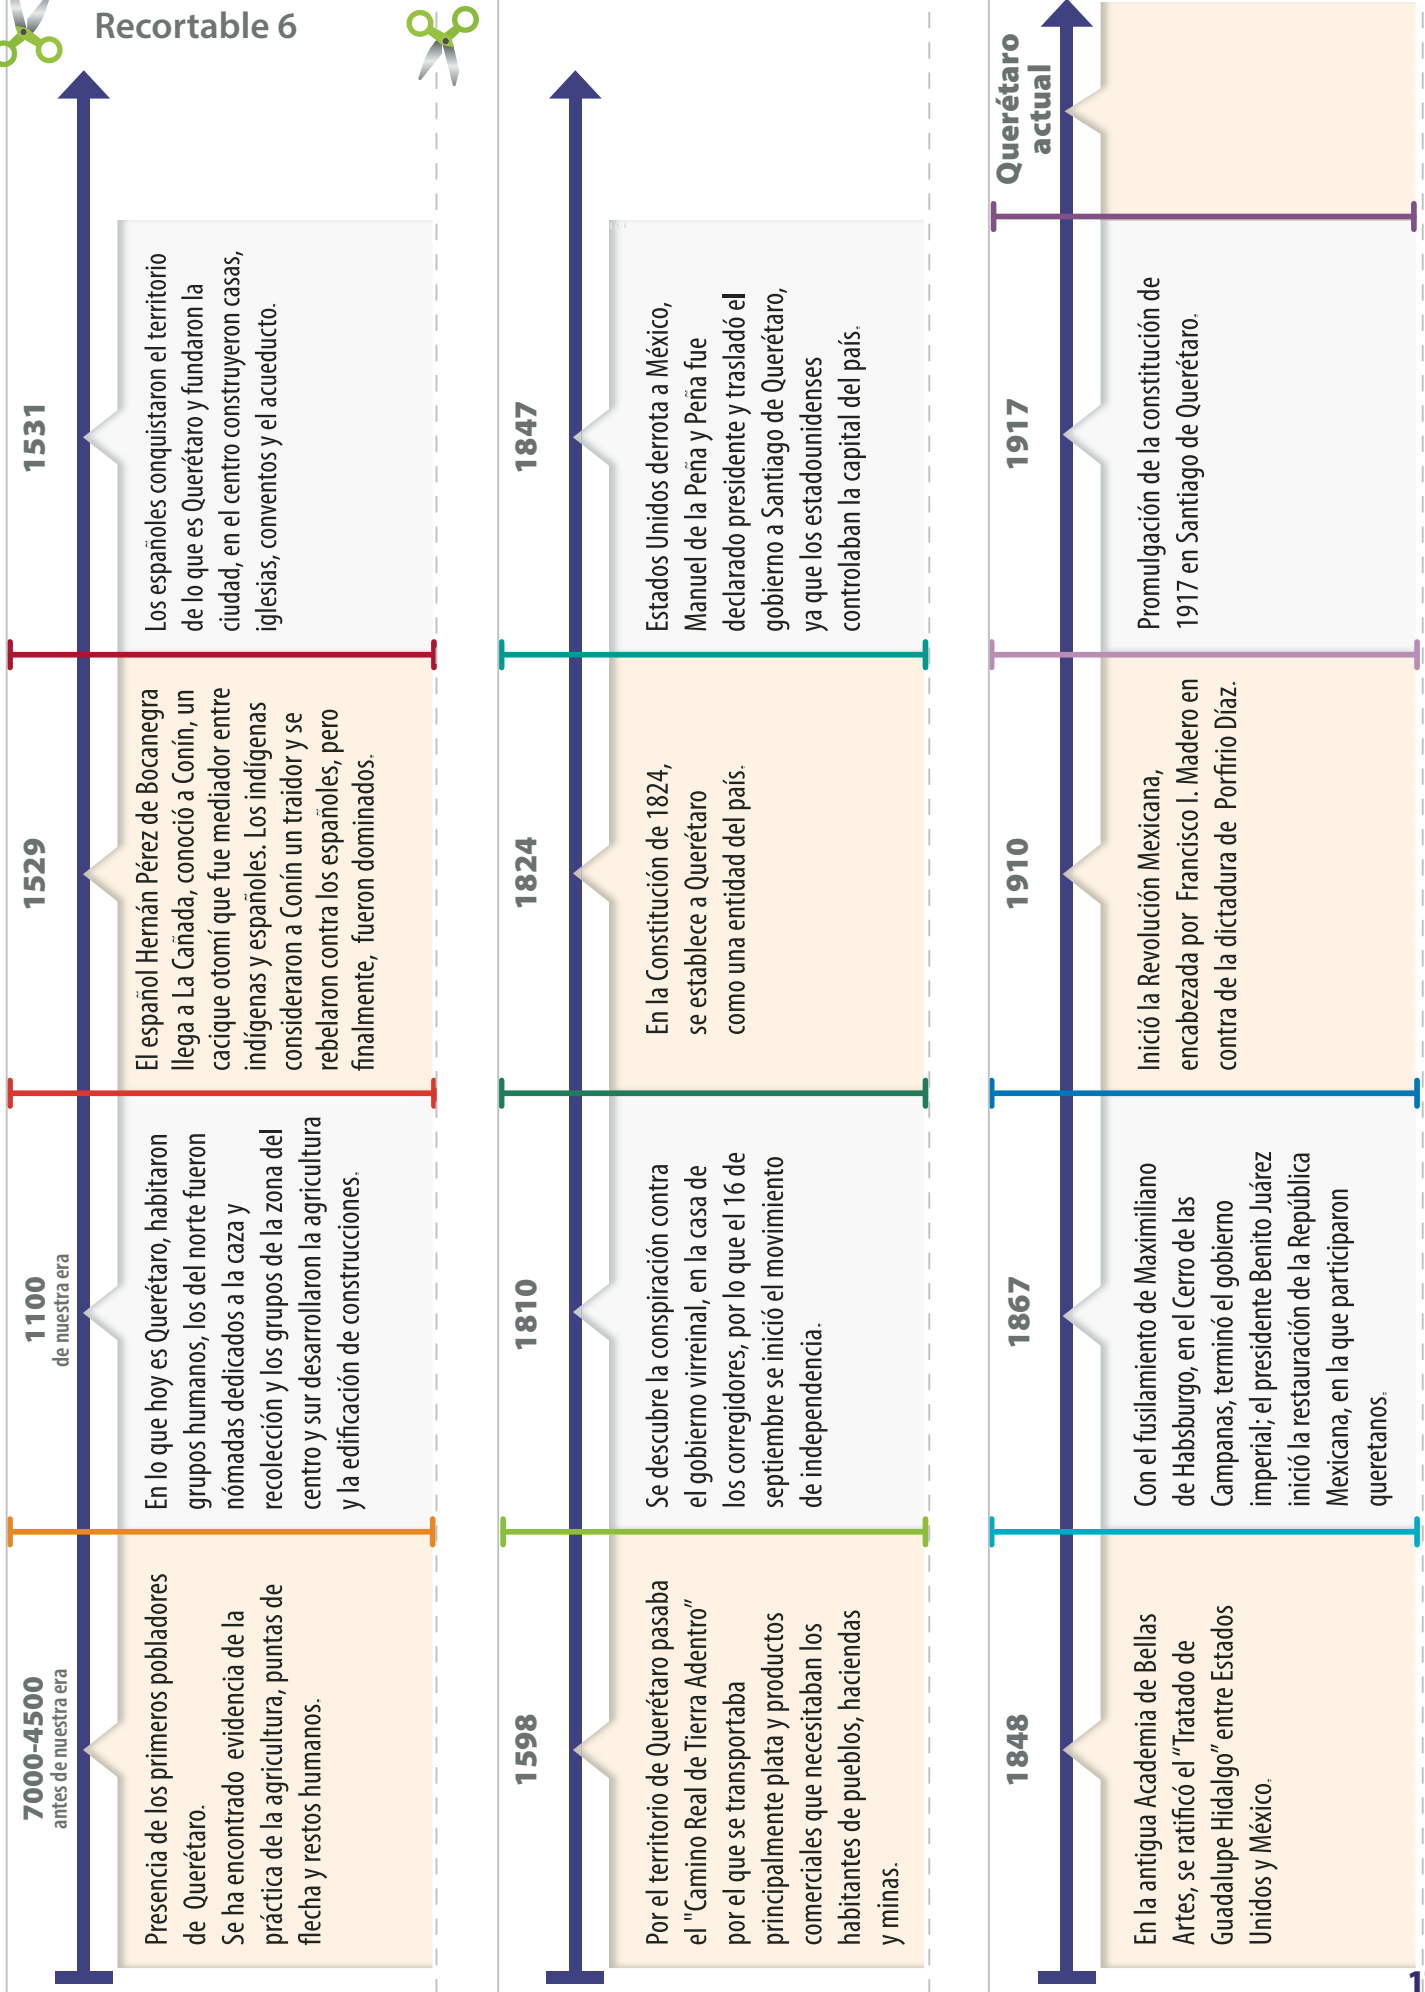 Recortable 6
7000-4500
antes de nuestra era
Presencia de los primeros pobladores
de Querétaro.
Se ha encontrado evidencia de la
práctica de la agricultura, puntas de
flecha y restos humanos.
1100
de nuestra era
En lo que hoy es Querétaro, habitaron
grupos humanos, los del norte fueron
nómadas dedicados a la caza y
recolección y los grupos de la zona del
centro y sur desarrollaron la agricultura
y la edificación de construcciones.
1529
El español Hernán Pérez de Bocanegra
llega a La Cañada, conoció a Conín, un
cacique otomí que fue mediador entre
indígenas y españoles. Los indígenas
consideraron a Conín un traidor y se
rebelaron contra los españoles, pero
finalmente, fueron dominados.
1531
Los españoles conquistaron el territorio
de lo que es Querétaro y fundaron la
ciudad, en el centro construyeron casas,
iglesias, conventos y el acueducto.
1598
Por el territorio de Querétaro pasaba
el "Camino Real de Tierra Adentro”
por el que se transportaba
principalmente plata y productos
comerciales que necesitaban los
habitantes de pueblos, haciendas
y minas.
1810
Se descubre la conspiración contra
el gobierno virreinal, en la casa de
los corregidores, por lo que el 16 de
septiembre se inició el movimiento
de independencia.
1824
En la Constitución de 1824,
se establece a Querétaro
como una entidad del país.
1847
Estados Unidos derrota a México,
Manuel de la Peña y Peña fue
declarado presidente y trasladó el
gobierno a Santiago de Querétaro,
ya que los estadounidenses
controlaban la capital del país.
1848
En la antigua Academia de Bellas
Artes, se ratificó el “Tratado de
Guadalupe Hidalgo” entre Estados
Unidos y México.
1867
Con el fusilamiento de Maximiliano
de Habsburgo, en el Cerro de las
Campanas, terminó el gobierno
imperial; el presidente Benito Juárez
inició la restauración de la República
Mexicana, en la que participaron
queretanos.
1910
Inició la Revolución Mexicana,
encabezada por Francisco I. Madero en
contra de la dictadura de Porfirio Díaz.
1917
Promulgación de la constitución de
1917 en Santiago de Querétaro.
Querétaro
actual
1